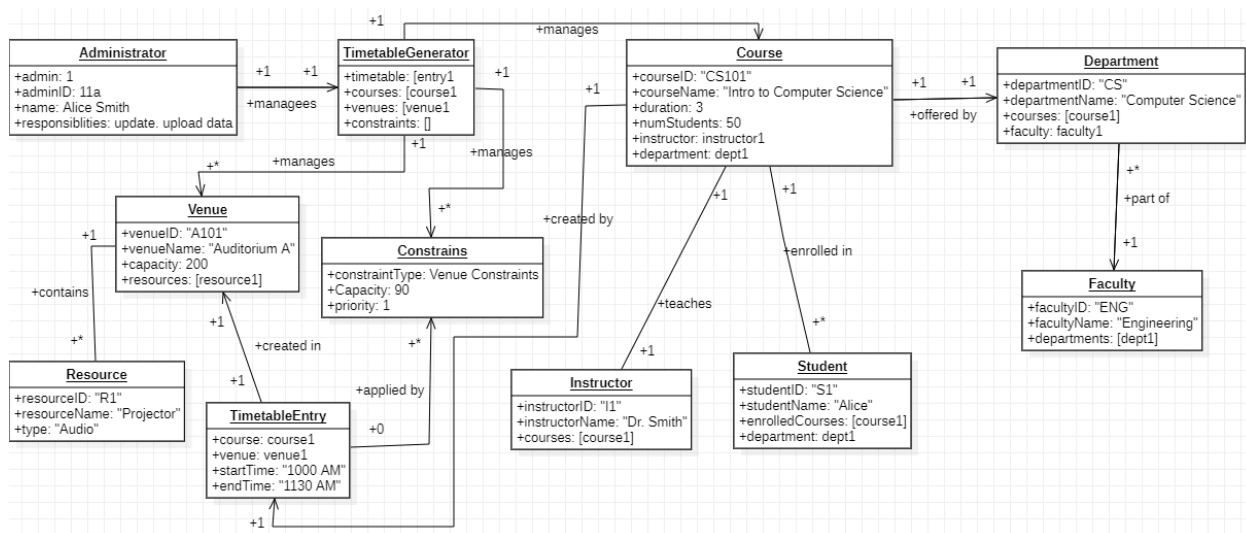 Administrator
+admin: 1
+adminID: 11a
+name: Alice Smith
+responsiblities: update. upload data
+1
+1
+managees
TimetableGenerator
+timetable: [entry1
+courses: [course1
+venues: [venue1
+constraints: []
+1
+manages
+1
+manages
+*
+1
+manages
+*
Course
+courseID: "CS101"
+courseName: "Intro to Computer Science"
+duration: 3
+numStudents: 50
+instructor: instructor1
+department: dept1
+1
+1
+1
+offered by
Department
+departmentID: "CS"
+departmentName: "Computer Science"
+courses: [course1]
+faculty: faculty1
+*
+part of
+1
Venue
+venueID: "A101"
+venueName: "Auditorium A"
+capacity: 200
+resources: [resource1]
+1
+contains
+*
Constrains
+constraintType: Venue Constraints
+Capacity: 90
+priority: 1
+created by
+1
+teaches
+1
+1
+enrolled in
+*
Faculty
+facultyID: "ENG"
+facultyName: "Engineering"
+departments: [dept1]
+1
+created in
+1
+*
+applied by
+0
Resource
+resourceID: "R1"
+resourceName: "Projector"
+type: "Audio"
TimetableEntry
+course: course1
+venue: venue1
+startTime: "1000 AM"
+endTime: "1130 AM"
+1
Instructor
+instructorID: "I1"
+instructorName: "Dr. Smith"
+courses: [course1]
Student
+studentID: "S1"
+studentName: "Alice"
+enrolledCourses: [course1]
+department: dept1